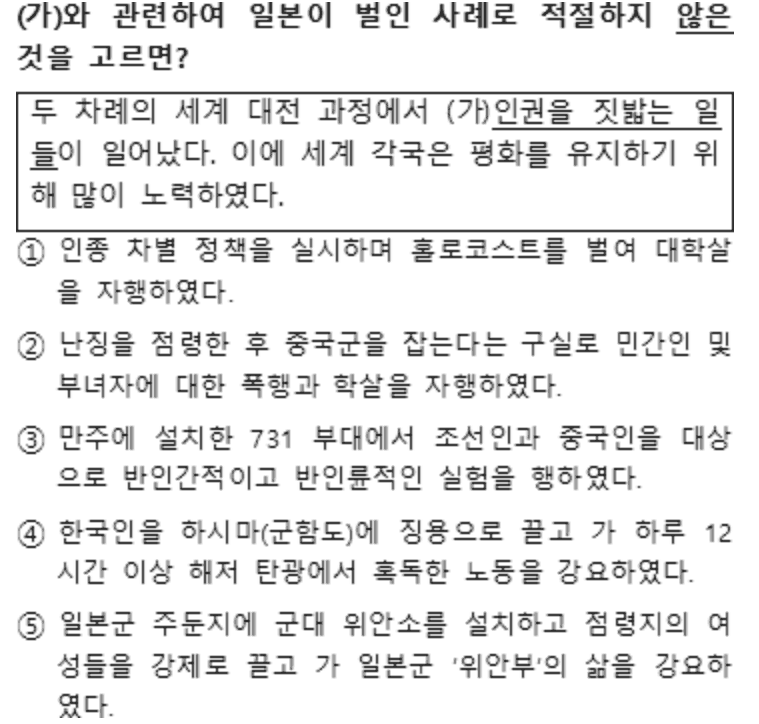 (가)와 관련하여 일본이 벌인 사례로 적절하지 않은
것을 고르면?
두 차례의 세계 대전 과정에서 (가)인권을 짓밟는 일
들이 일어났다. 이에 세계 각국은 평화를 유지하기 위
해 많이 노력하였다.
① 인종 차별 정책을 실시하며 홀로코스트를 벌여 대학살
을 자행하였다.
② 난징을 점령한 후 중국군을 잡는다는 구실로 민간인 및
부녀자에 대한 폭행과 학살을 자행하였다.
③ 만주에 설치한 731 부대에서 조선인과 중국인을 대상
으로 반인간적이고 반인륜적인 실험을 행하였다.
④ 한국인을 하시마(군함도)에 징용으로 끌고 가 하루 12
시간 이상 해저 탄광에서 혹독한 노동을 강요하였다.
⑤ 일본군 주둔지에 군대 위안소를 설치하고 점령지의 여
성들을 강제로 끌고 가 일본군 '위안부'의 삶을 강요하
였다.